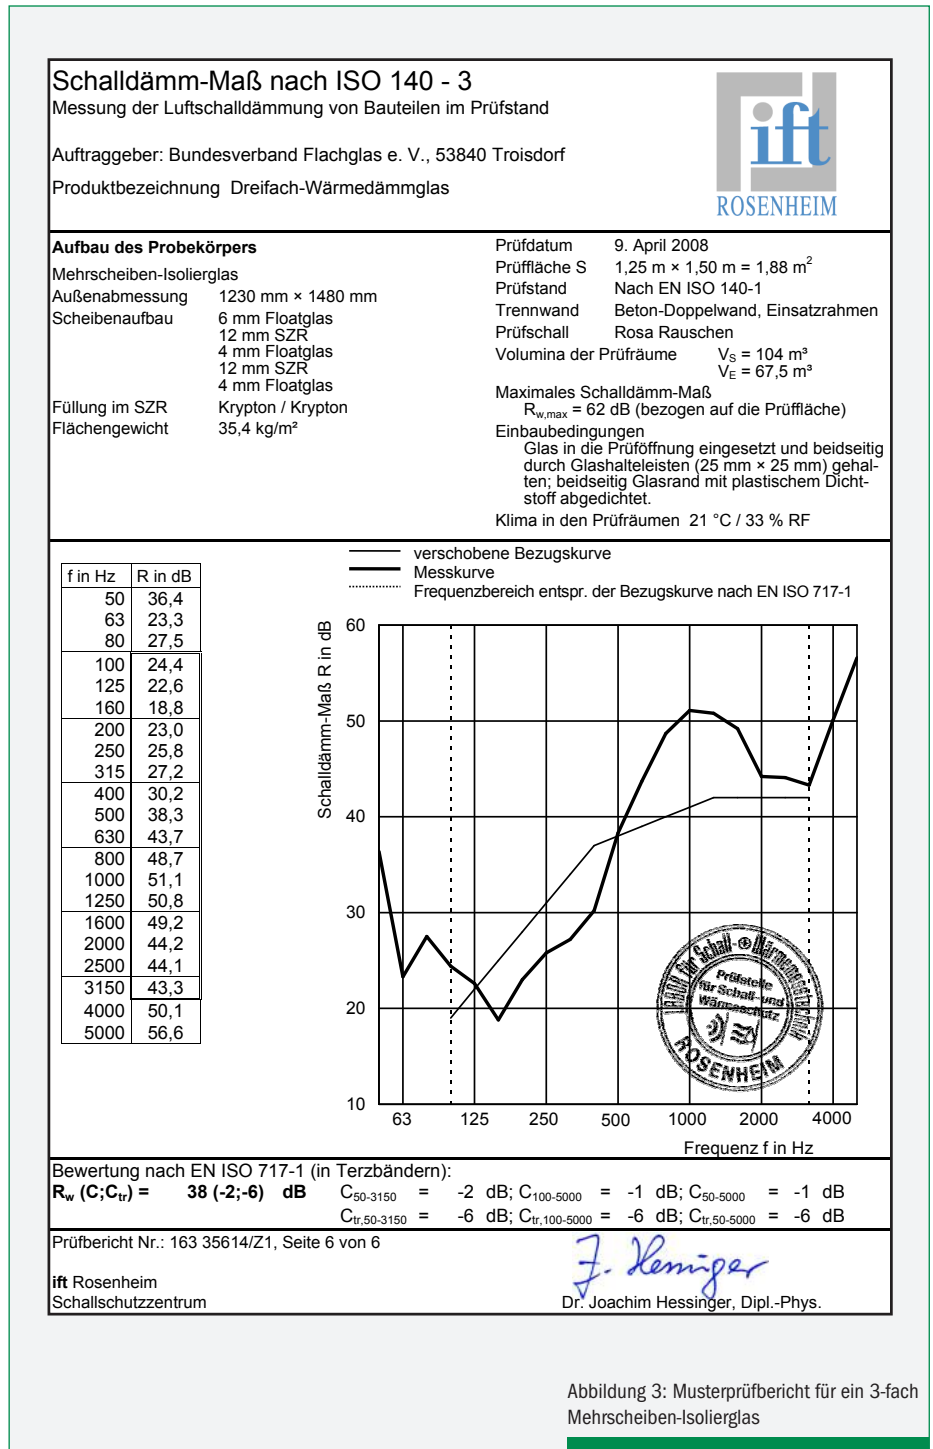 Schalldämm-Maß nach ISO 140 - 3
Messung der Luftschalldämmung von Bauteilen im Prüfstand
Auftraggeber: Bundesverband Flachglas e. V., 53840 Troisdorf
Produktbezeichnung Dreifach-Wärmedämmglas
ift
ROSENHEIM
Aufbau des Probekörpers
Mehrscheiben-Isolierglas
Außenabmessung 1230 mm × 1480 mm
Scheibenaufbau 6 mm Floatglas
12 mm SZR
4 mm Floatglas
12 mm SZR
4 mm Floatglas
Füllung im SZR Krypton / Krypton
Flächengewicht 35,4 kg/m²
Prüfdatum 9. April 2008
Prüffläche S 1,25 m × 1,50 m = 1,88 m²
Prüfstand Nach EN ISO 140-1
Trennwand Beton-Doppelwand, Einsatzrahmen
Prüfschall Rosa Rauschen
Volumina der Prüfräume V_S = 104 m³
V_E = 67,5 m³
Maximales Schalldämm-Maß
R_w,max = 62 dB (bezogen auf die Prüffläche)
Einbaubedingungen
Glas in die Prüföffnung eingesetzt und beidseitig
durch Glashalteleisten (25 mm × 25 mm) gehal-
ten; beidseitig Glasrand mit plastischem Dicht-
stoff abgedichtet.
Klima in den Prüfräumen 21 °C / 33 % RF
f in Hz R in dB
50 36,4
63 23,3
80 27,5
100 24,4
125 22,6
160 18,8
200 23,0
250 25,8
315 27,2
400 30,2
500 38,3
630 43,7
800 48,7
1000 51,1
1250 50,8
1600 49,2
2000 44,2
2500 44,1
3150 43,3
4000 50,1
5000 56,6
verschobene Bezugskurve
Messkurve
Frequenzbereich entspr. der Bezugskurve nach EN ISO 717-1
Schalldämm-Maß R in dB
60
50
40
30
20
10
63 125 250 500 1000 2000 4000
Frequenz f in Hz
Labor für Schall- Wärmemesstechnik
Prüfstelle
für Schall- und
Wärmeschutz
ROSENHEIM
Bewertung nach EN ISO 717-1 (in Terzbändern):
R_w (C;C_tr) = 38 (-2;-6) dB C_50-3150 = -2 dB; C_100-5000 = -1 dB; C_50-5000 = -1 dB
C_tr,50-3150 = -6 dB; C_tr,100-5000 = -6 dB; C_tr,50-5000 = -6 dB
Prüfbericht Nr.: 163 35614/Z1, Seite 6 von 6
ift Rosenheim
Schallschutzzentrum
J. Hessinger
Dr. Joachim Hessinger, Dipl.-Phys.
Abbildung 3: Musterprüfbericht für ein 3-fach
Mehrscheiben-Isolierglas